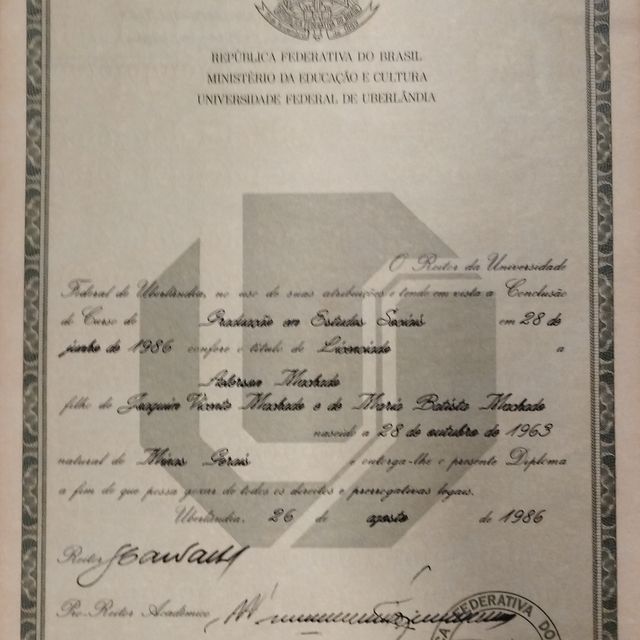 REPÚBLICA FEDERATIVA DO BRASIL
MINISTÉRIO DA EDUCAÇÃO E CULTURA
UNIVERSIDADE FEDERAL DE UBERLÂNDIA
O Reitor da Universidade
Federal de Uberlândia, no uso de suas atribuições e tendo em vista a Conclusão
do Curso de Graduação em Estudos Sociais em 28 de
junho de 1986 confere o título de Licenciado a
Machado
filho de Joaquim Vicente Machado e de Maria Batista Machado
nascido a 28 de outubro de 1963
natural de Minas Gerais e outorga-lhe o presente Diploma
a fim de que possa gozar de todos os direitos e prerrogativas legais.
Uberlândia, 26 de agosto de 1986
Reitor
Pró-Reitor Acadêmico
FEDERATIVA DO